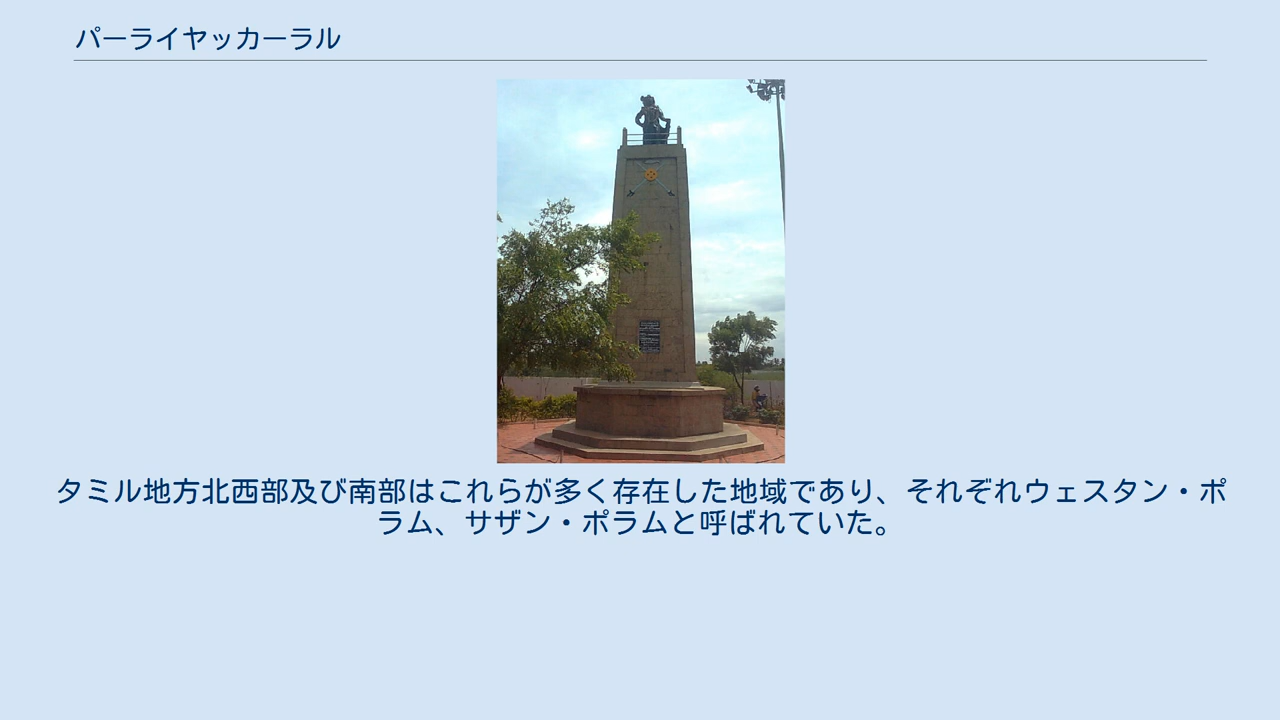 パーライヤッカーラル
タミル地方北西部及び南部はこれらが多く存在した地域であり、それぞれウェスタン・ポ
ラム、サザン・ポラムと呼ばれていた。